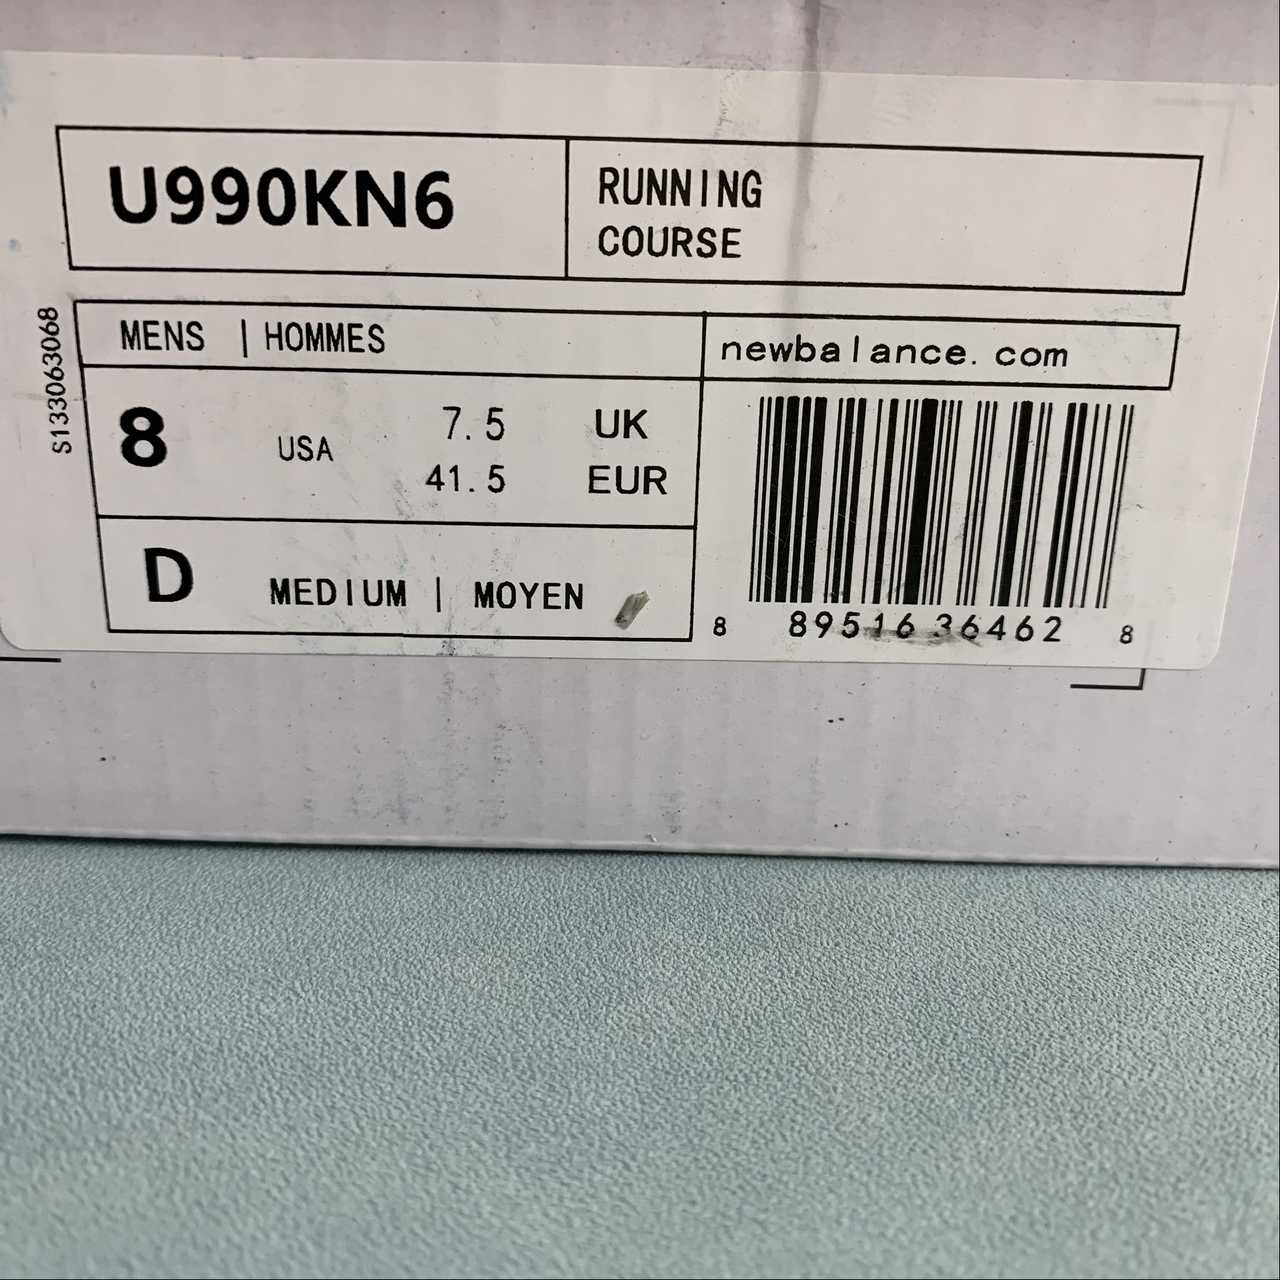 U990KN6
RUNNING
COURSE
S133063068
MENS | HOMMES
newbalance.com
8 USA 7.5 UK
41.5 EUR
D MEDIUM | MOYEN
8 89516 36462 8